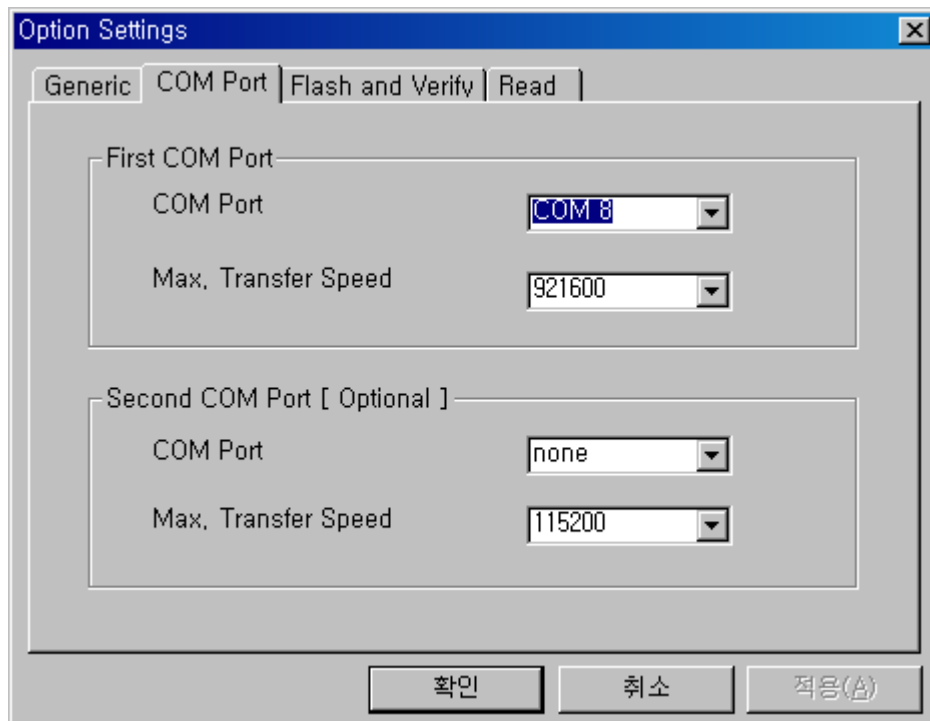 Option Settings
Generic COM Port Flash and Verify Read
First COM Port
COM Port COM 8
Max, Transfer Speed 921600
Second COM Port [ Optional ]
COM Port none
Max, Transfer Speed 115200
확인 취소 적용(A)